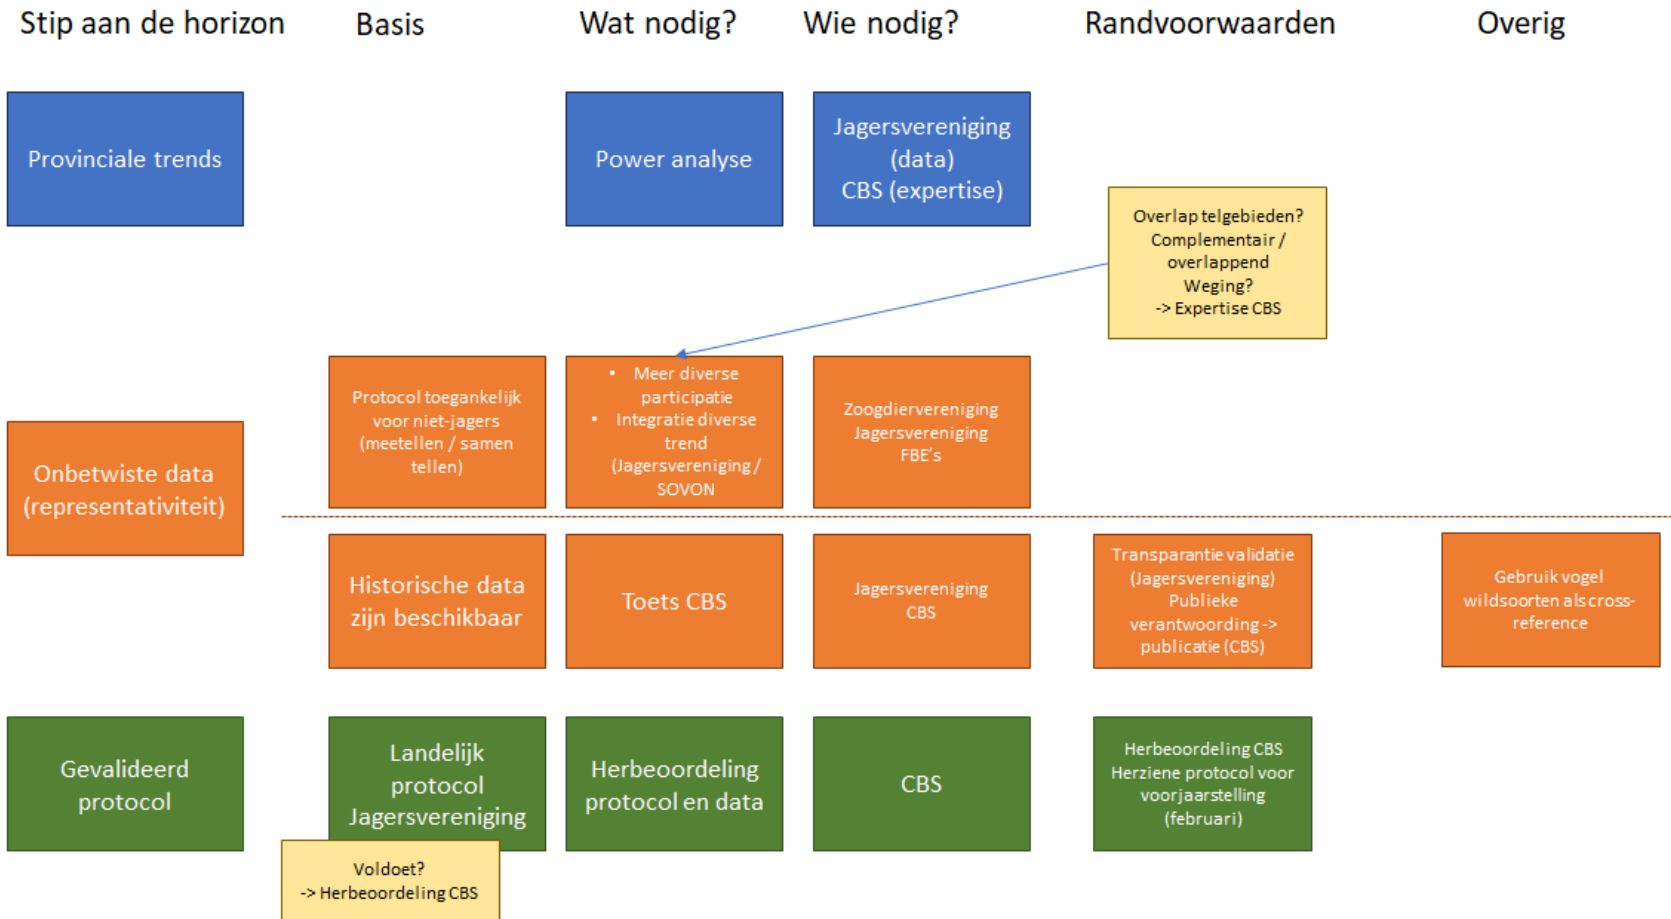 Stip aan de horizon
Basis
Wat nodig?
Wie nodig?
Randvoorwaarden
Overig
Provinciale trends
Power analyse
Jagersvereniging
(data)
CBS (expertise)
Overlap telgebieden?
Complementair /
overlappend
Weging?
-> Expertise CBS
Onbetwiste data
(representativiteit)
Protocol toegankelijk
voor niet-jagers
(meetellen / samen
tellen)
• Meer diverse
participatie
• Integratie diverse
trend
(Jagersvereniging /
SOVON
Zoogdiervereniging
Jagersvereniging
FBE's
Historische data
zijn beschikbaar
Toets CBS
Jagersvereniging
CBS
Transparantie validatie
(Jagersvereniging)
Publieke
verantwoording ->
publicatie (CBS)
Gebruik vogel
wildsoorten als cross-
reference
Gevalideerd
protocol
Landelijk
protocol
Jagersvereniging
Voldoet?
-> Herbeoordeling CBS
Herbeoordeling
protocol en data
CBS
Herbeoordeling CBS
Herziene protocol voor
voorjaarstelling
(februari)